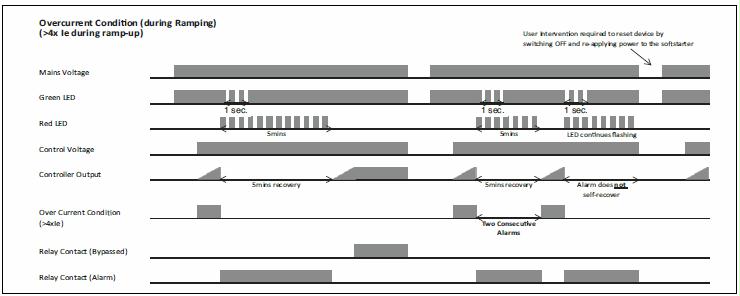 Overcurrent Condition (during Ramping)
(>4x Ie during ramp-up)
User intervention required to reset device by
switching OFF and re-applying power to the softstarter
Mains Voltage
Green LED
1 sec.
1 sec.
1 sec.
Red LED
5mins
5mins
LED continues flashing
Control Voltage
Controller Output
5mins recovery
5mins recovery
Alarm does not
self-recover
Over Current Condition
(>4xIe)
Two Consecutive
Alarms
Relay Contact (Bypassed)
Relay Contact (Alarm)